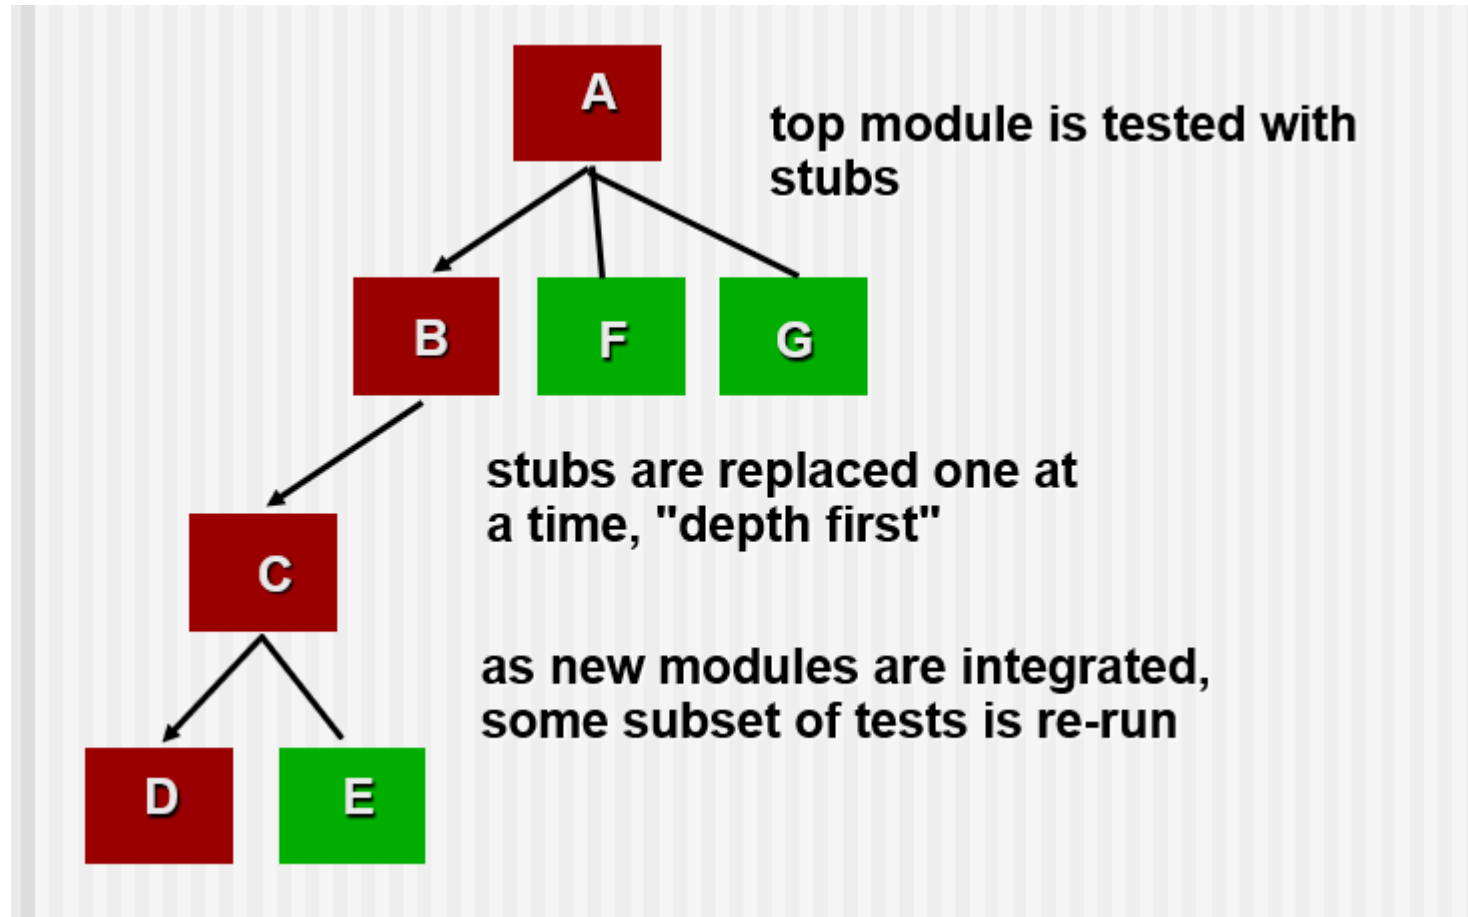 A
top module is tested with
stubs
B
F
G
stubs are replaced one at
a time, "depth first"
C
as new modules are integrated,
some subset of tests is re-run
D
E